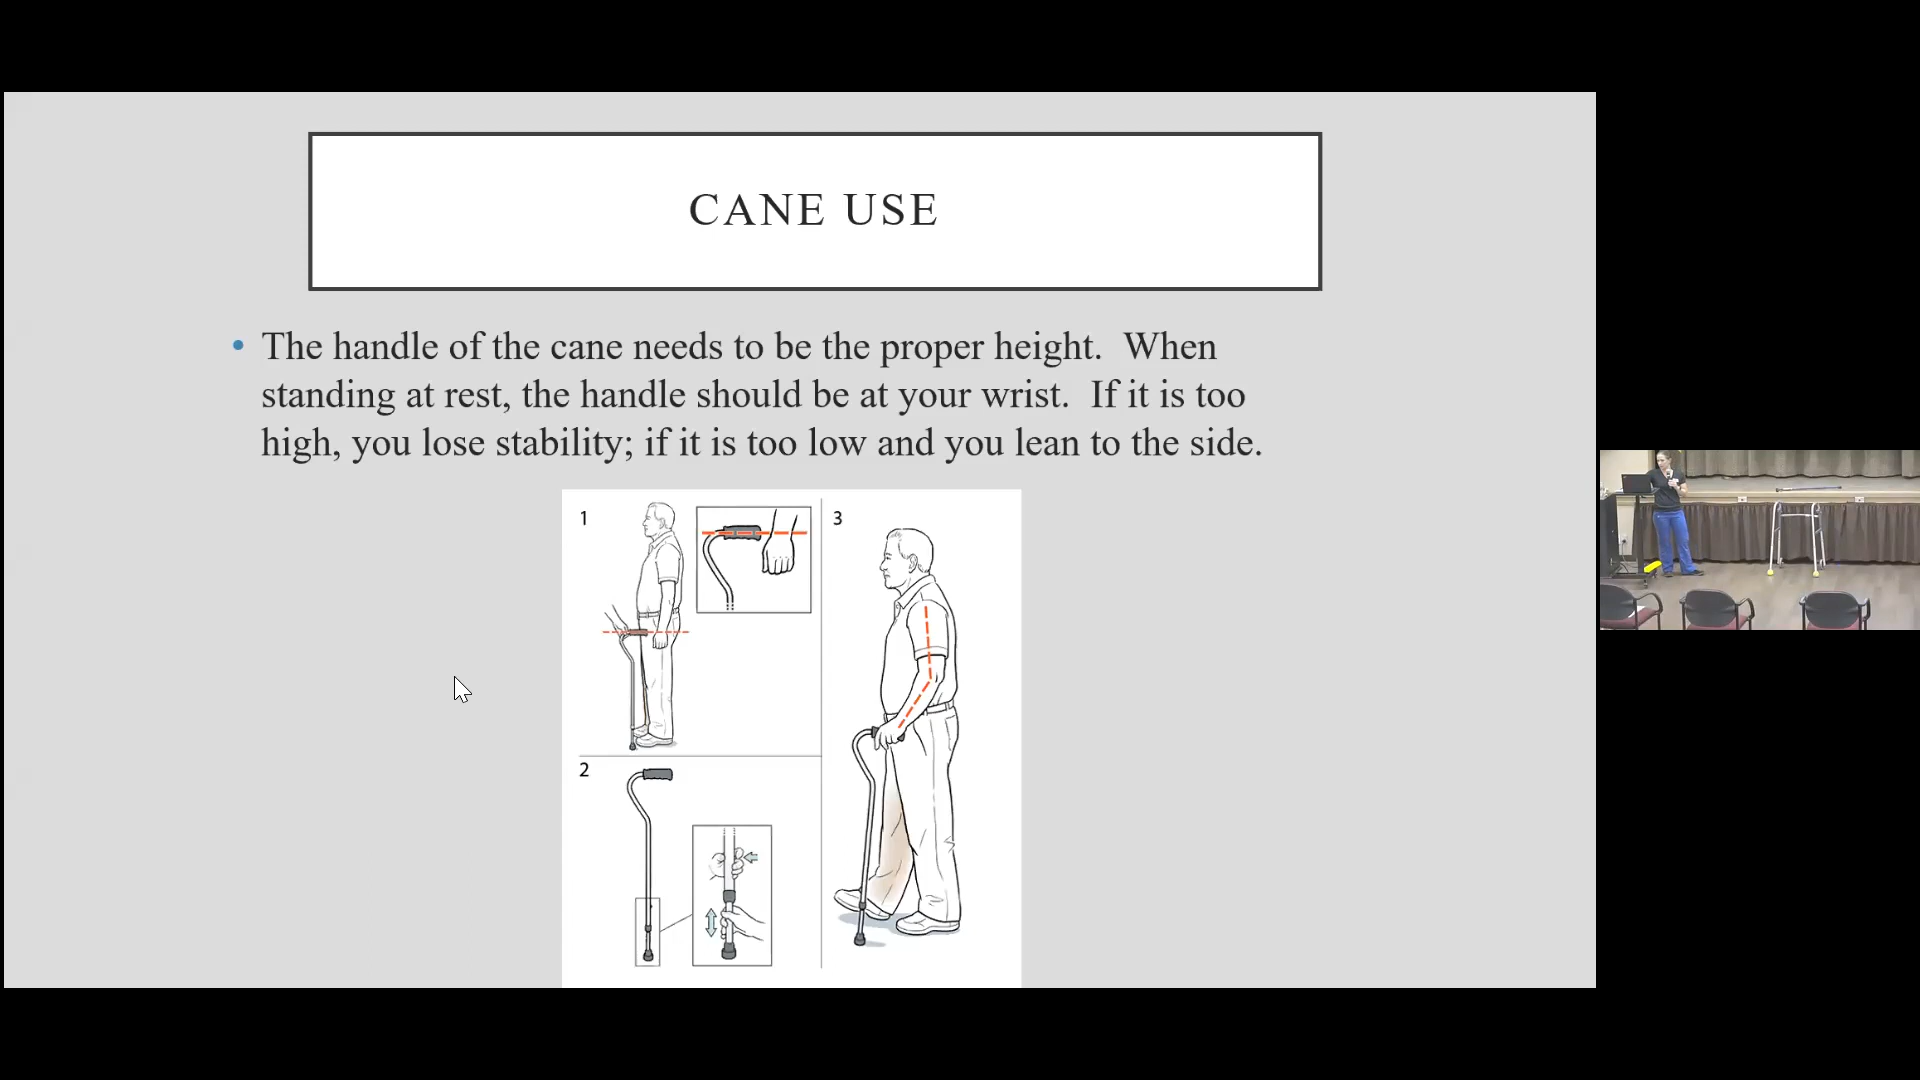 CANE USE
• The handle of the cane needs to be the proper height.  When
standing at rest, the handle should be at your wrist.  If it is too
high, you lose stability; if it is too low and you lean to the side.
1
3
2